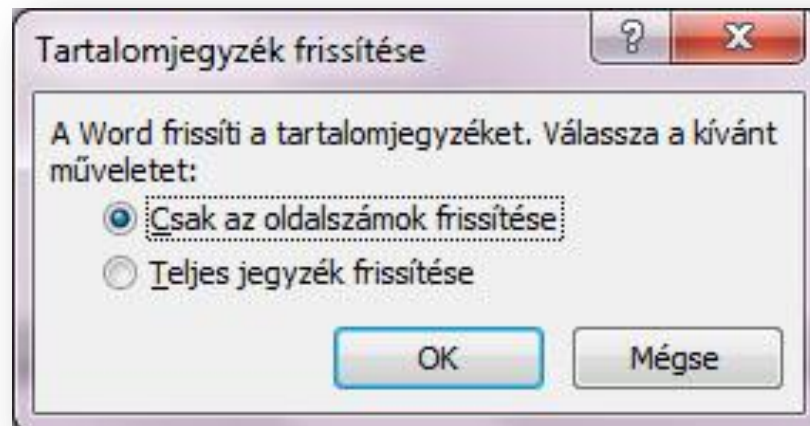 Tartalomjegyzék frissítése
A Word frissíti a tartalomjegyzéket. Válassza a kívánt
műveletet:
Csak az oldalszámok frissítése
Teljes jegyzék frissítése
OK Mégse